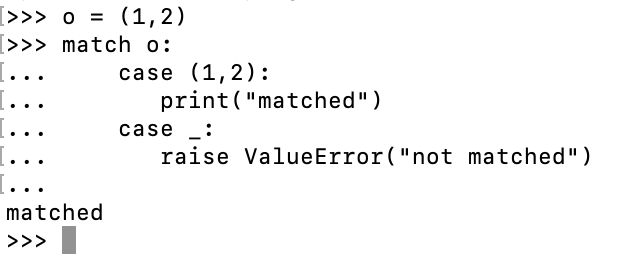 >>> o = (1,2)
>>> match o:
...     case (1,2):
...        print("matched")
...     case _:
...        raise ValueError("not matched")
...
matched
>>>